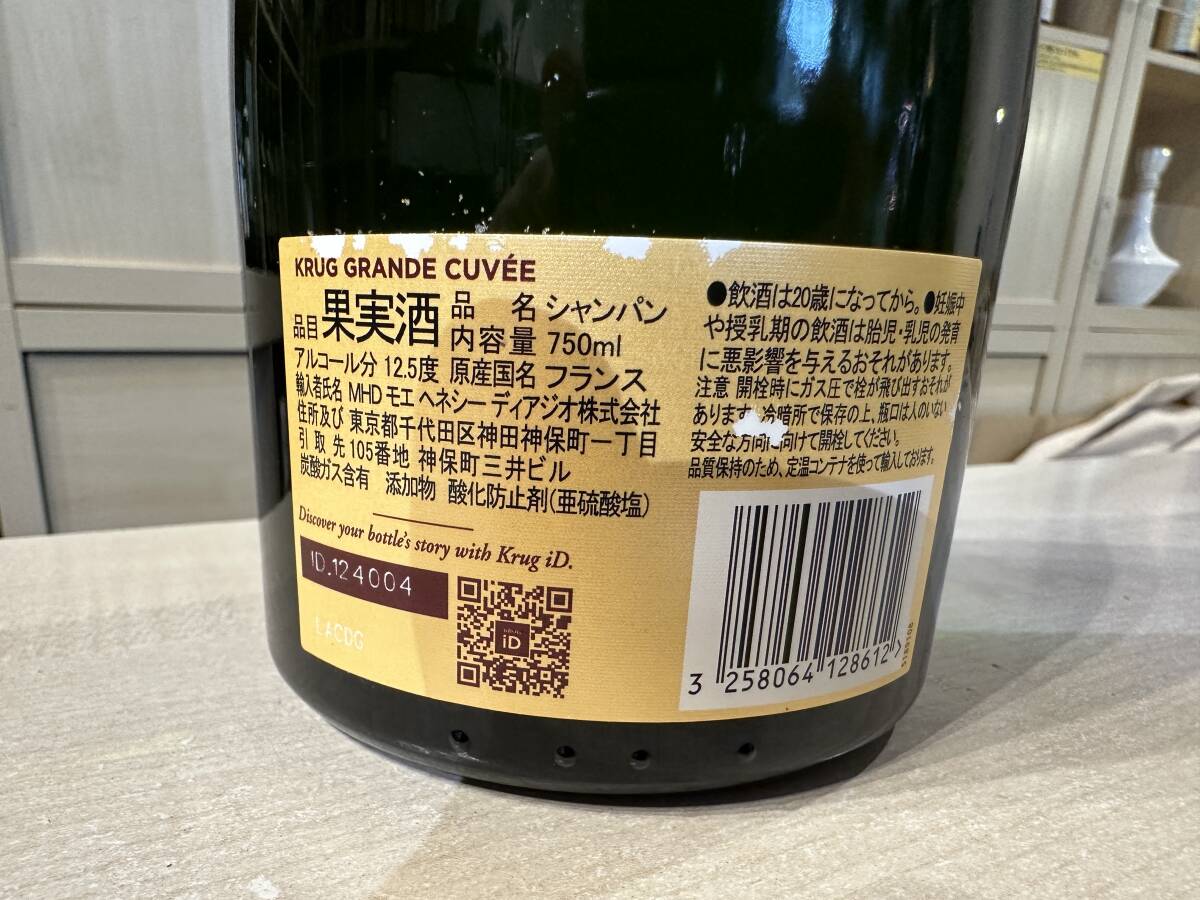 KRUG GRANDE CUVÉE
品目 果実酒 品 名 シャンパン
内容量 750ml
アルコール分 12.5度 原産国名 フランス
輸入者氏名 MHD モエ ヘネシー ディアジオ株式会社
住所及び 東京都千代田区神田神保町一丁目
引取先 105番地 神保町三井ビル
炭酸ガス含有 添加物 酸化防止剤(亜硫酸塩)
Discover your bottle's story with Krug iD.
iD.124004
LACDG
iD
●飲酒は20歳になってから。●妊娠中
や授乳期の飲酒は胎児・乳児の発育
に悪影響を与えるおそれがあります。
注意 開栓時にガス圧で栓が飛び出すおそれが
あります。冷暗所で保存の上、瓶口は人のいない
安全な方向に向けて開栓してください。
品質保持のため、定温コンテナを使って輸入しております。
3 258064 128612 >